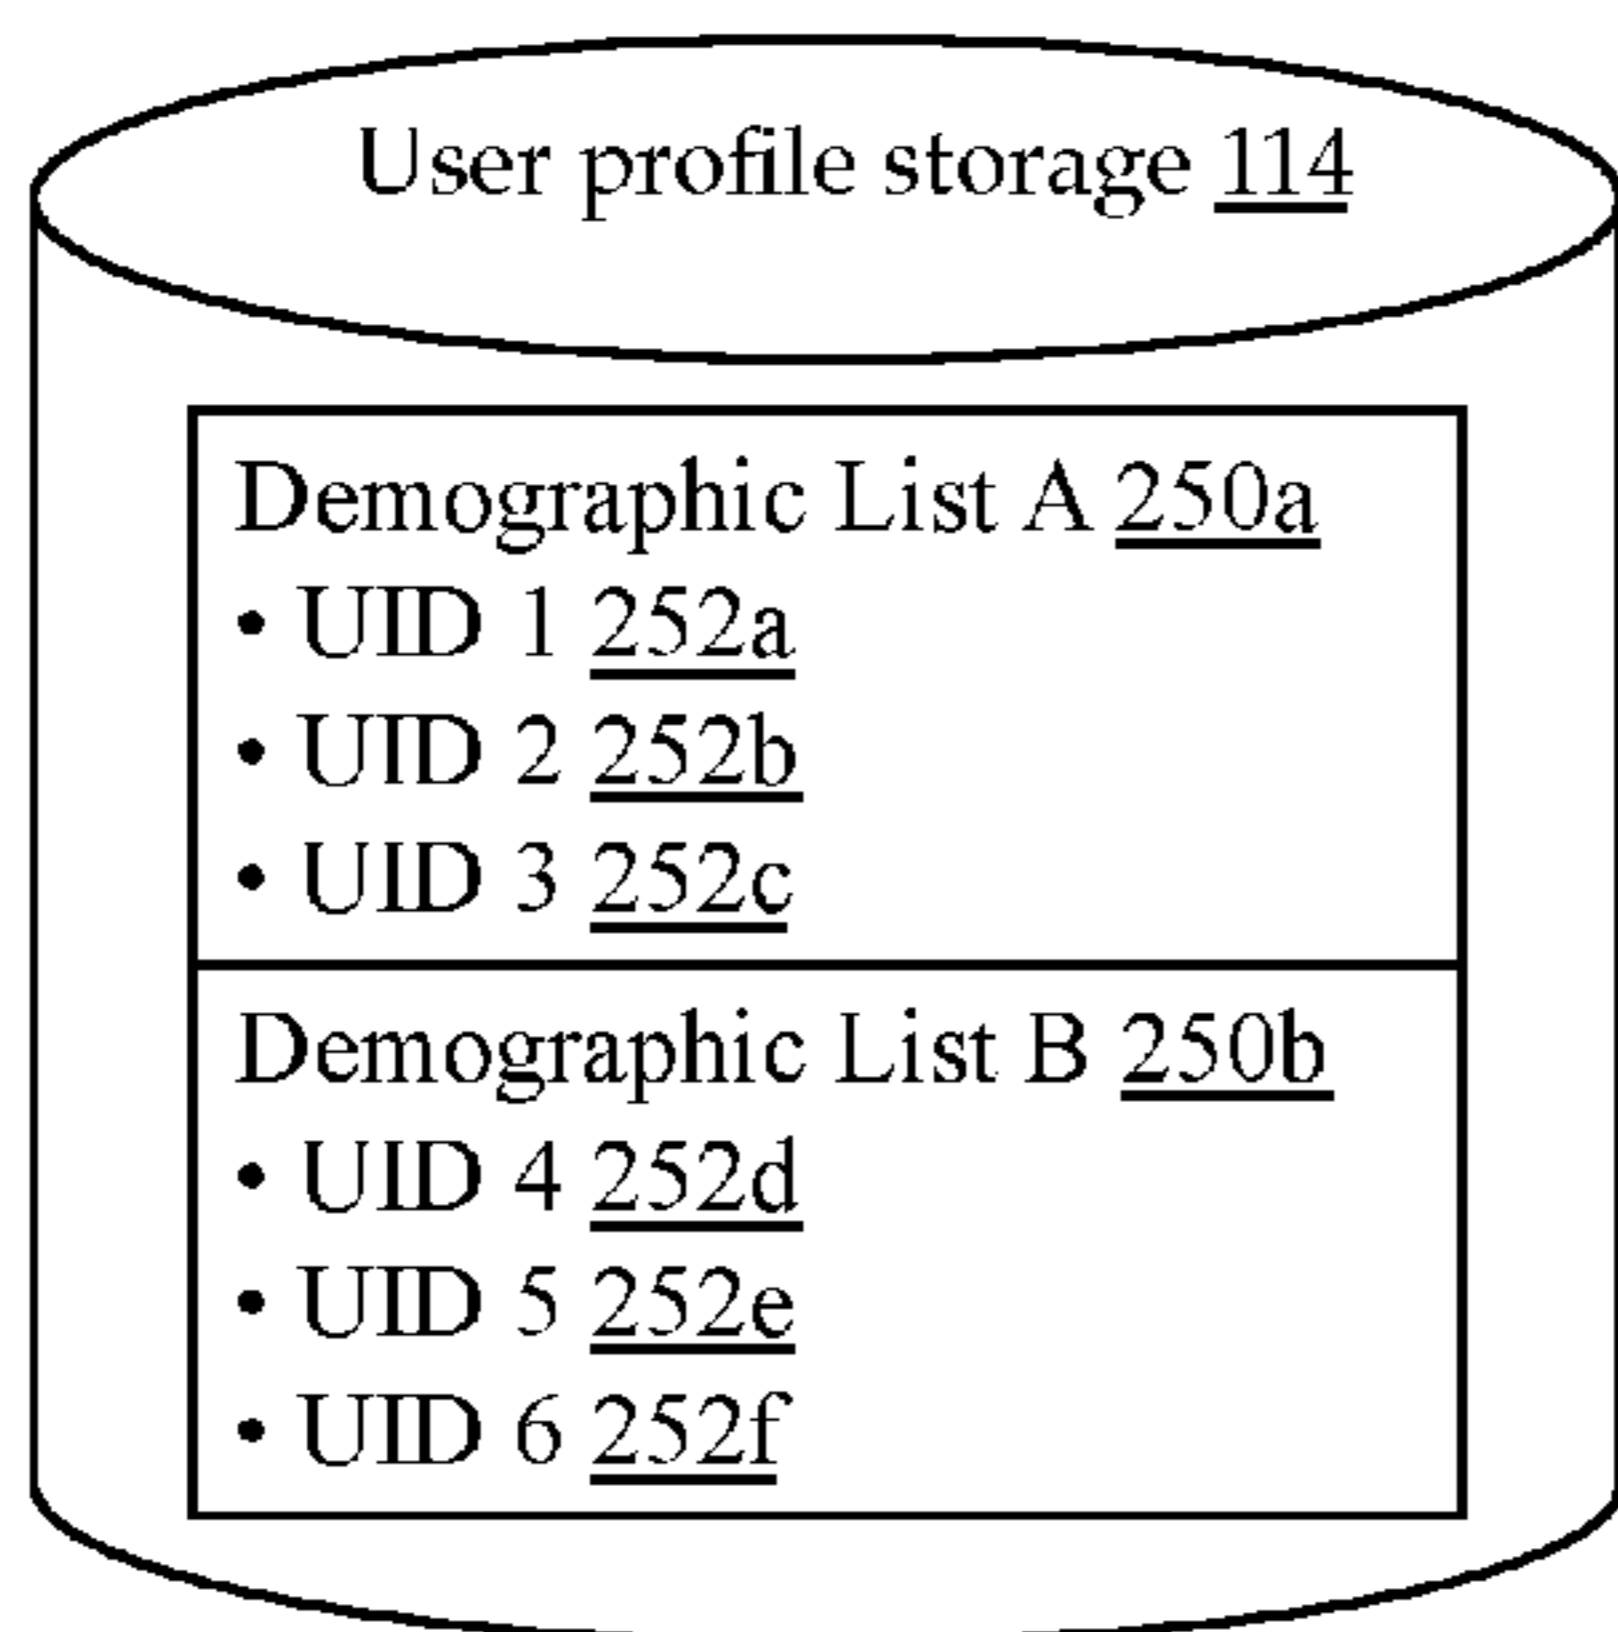 User profile storage 114
Demographic List A 250a
• UID 1 252a
• UID 2 252b
• UID 3 252c
Demographic List B 250b
• UID 4 252d
• UID 5 252e
• UID 6 252f